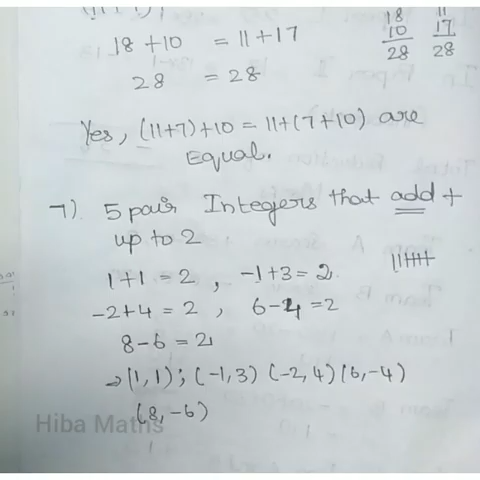 18 + 10 = 11 + 17
28 = 28
18
10
28
11
17
28
Yes, (11+7)+10 = 11+(7+10) are
Equal.
7). 5 pair Integers that add +
up to 2
1+1 = 2 , -1+3 = 2.
-2+4 = 2 , 6-4 = 2
8-6 = 2
→ (1,1); (-1,3) (-2,4) (6,-4)
(8,-6)
Hiba Maths